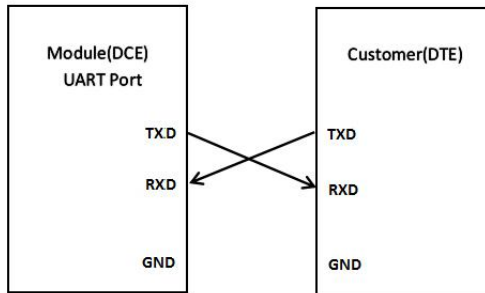 Module(DCE)
UART Port
TXD
RXD
GND
Customer(DTE)
TXD
RXD
GND